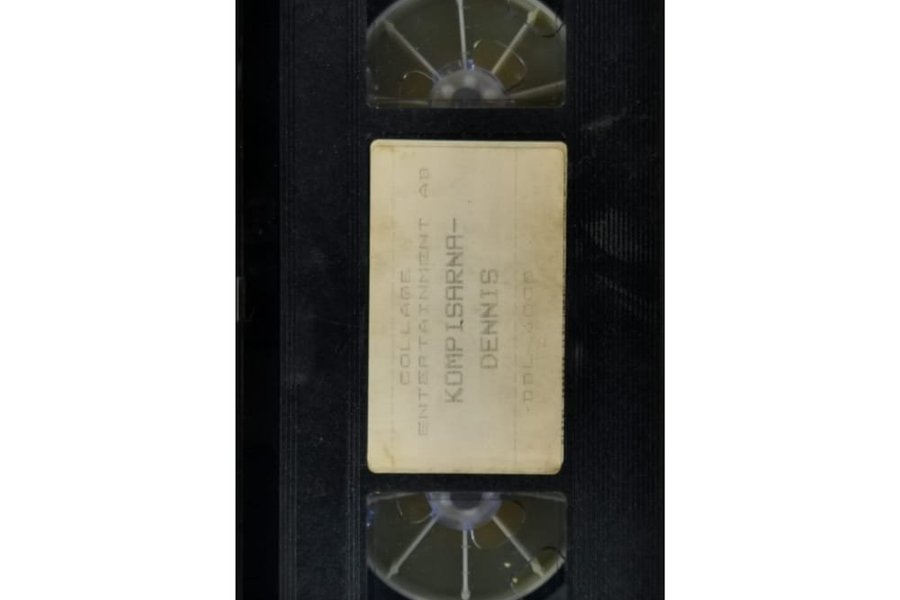 COLLAGE
ENTERTAINMENT AB
KOMPISARNA-
DENNIS